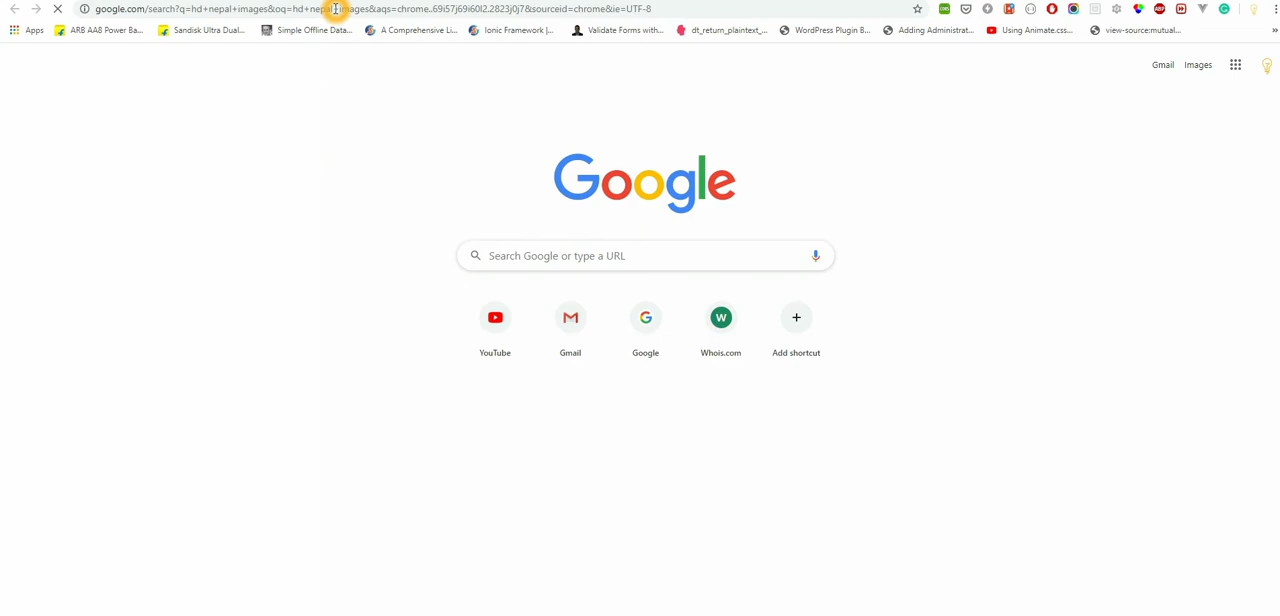 google.com/search?q=hd+nepal+images&oq=hd+nepal+images&aqs=chrome..69i57j69i60l2.2823j0j7&sourceid=chrome&ie=UTF-8
Apps ARB AA8 Power Ba... Sandisk Ultra Dual... Simple Offline Data... A Comprehensive Li... Ionic Framework |... Validate Forms with... dt_return_plaintext_... WordPress Plugin B... Adding Administrat... Using Animate.css... view-source:mutual... »
Gmail Images
Google
Search Google or type a URL
W
YouTube Gmail Google Whois.com Add shortcut